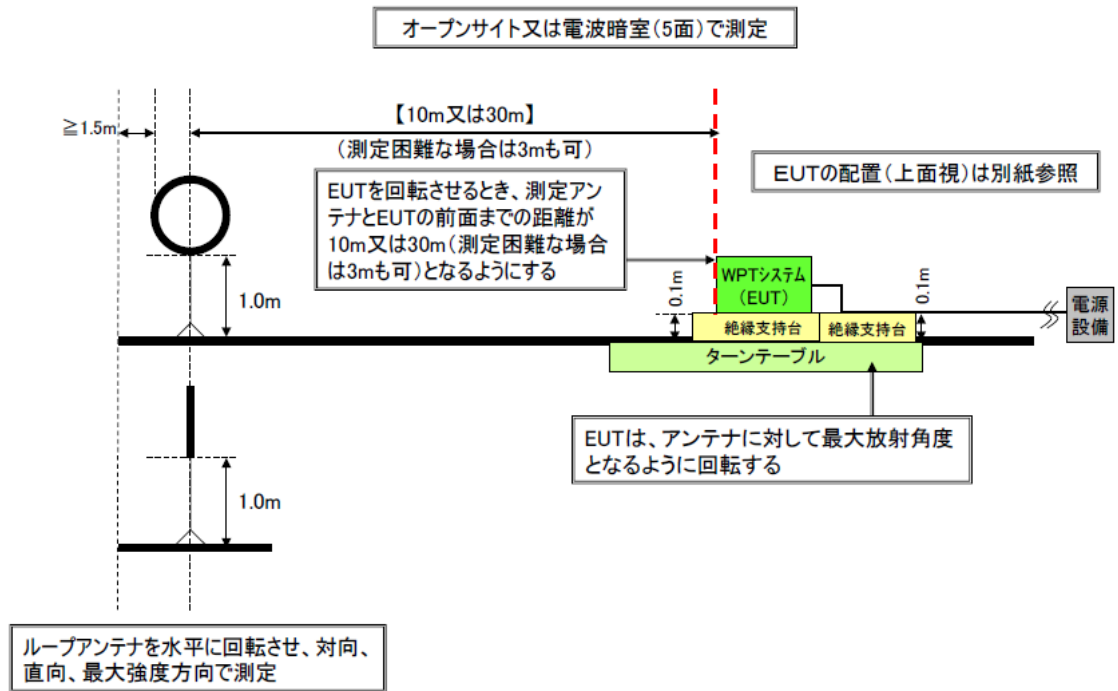 オープンサイト又は電波暗室(5面)で測定
≧1.5m
【10m又は30m】
(測定困難な場合は3mも可)
EUTの配置(上面視)は別紙参照
EUTを回転させるとき、測定アン
テナとEUTの前面までの距離が
10m又は30m(測定困難な場合
は3mも可)となるようにする
1.0m
0.1m
WPTシステム
(EUT)
0.1m
絶縁支持台
絶縁支持台
電源
設備
ターンテーブル
EUTは、アンテナに対して最大放射角度
となるように回転する
1.0m
ループアンテナを水平に回転させ、対向、
直向、最大強度方向で測定